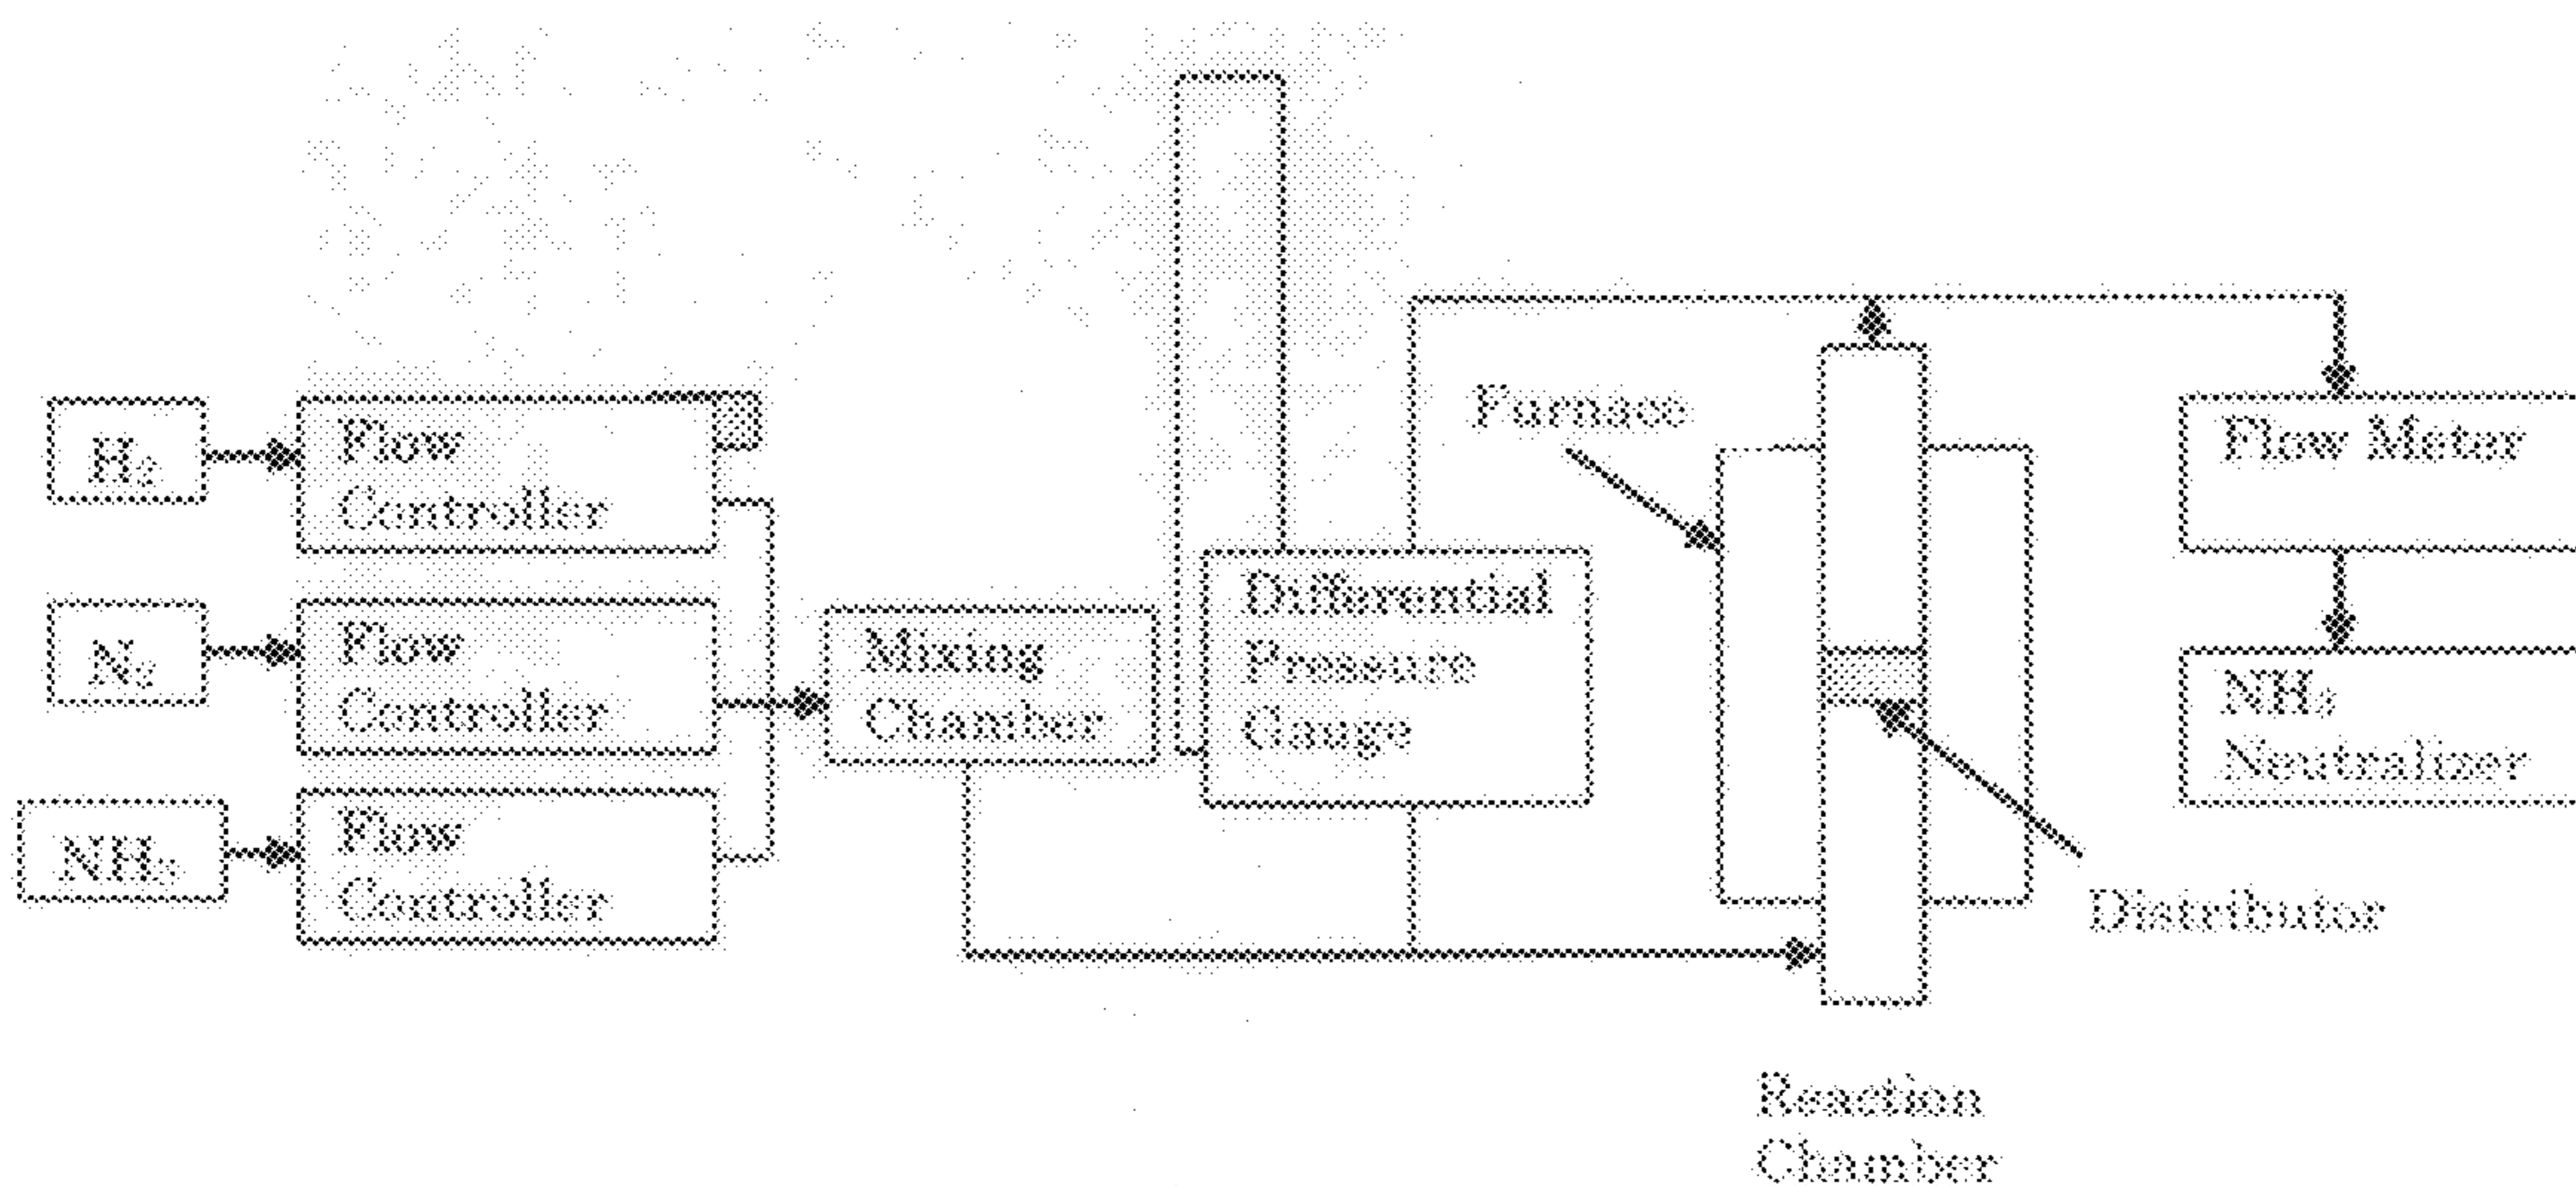 H₂
Flow
Controller
N₂
Flow
Controller
NH₃
Flow
Controller
Mixing
Chamber
Differential
Pressure
Gauge
Furnace
Flow Meter
NH₃
Neutralizer
Distributor
Reaction
Chamber